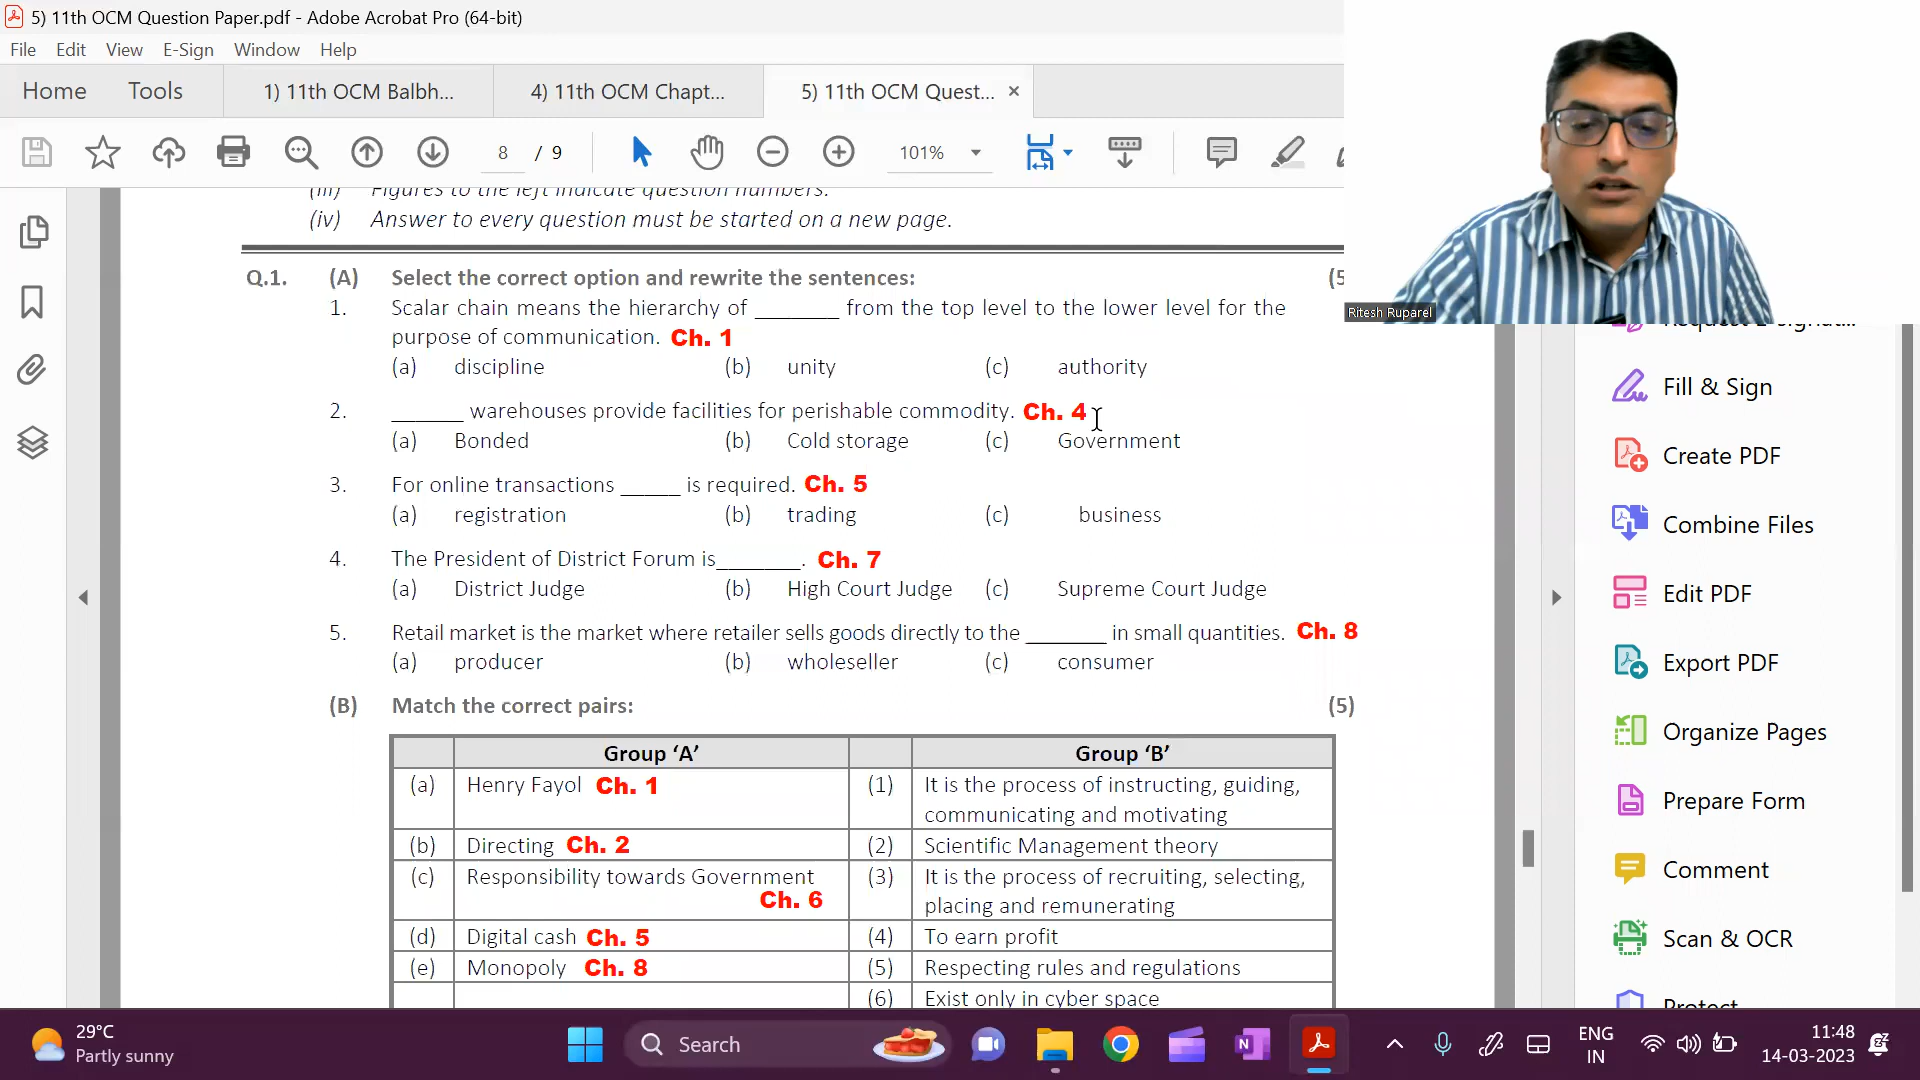 5) 11th OCM Question Paper.pdf - Adobe Acrobat Pro (64-bit)
File Edit View E-Sign Window Help
Home Tools 1) 11th OCM Balbh... 4) 11th OCM Chapt... 5) 11th OCM Quest... ×
8 / 9 101%
(iii) Figures to the left indicate question numbers.
(iv) Answer to every question must be started on a new page.
Q.1. (A) Select the correct option and rewrite the sentences: (5
1. Scalar chain means the hierarchy of _______ from the top level to the lower level for the
purpose of communication. Ch. 1
(a) discipline (b) unity (c) authority
2. ______ warehouses provide facilities for perishable commodity. Ch. 4
(a) Bonded (b) Cold storage (c) Government
3. For online transactions _____ is required. Ch. 5
(a) registration (b) trading (c) business
4. The President of District Forum is_______. Ch. 7
(a) District Judge (b) High Court Judge (c) Supreme Court Judge
5. Retail market is the market where retailer sells goods directly to the _______ in small quantities. Ch. 8
(a) producer (b) wholeseller (c) consumer
(B) Match the correct pairs: (5)
Group ‘A’ Group ‘B’
(a) Henry Fayol Ch. 1 (1) It is the process of instructing, guiding,
communicating and motivating
(b) Directing Ch. 2 (2) Scientific Management theory
(c) Responsibility towards Government (3) It is the process of recruiting, selecting,
Ch. 6 placing and remunerating
(d) Digital cash Ch. 5 (4) To earn profit
(e) Monopoly Ch. 8 (5) Respecting rules and regulations
(6) Exist only in cyber space
Ritesh Ruparel
Fill & Sign
Create PDF
Combine Files
Edit PDF
Export PDF
Organize Pages
Prepare Form
Comment
Scan & OCR
Protect
29°C
Partly sunny
Search
N
ENG
IN
11:48
14-03-2023